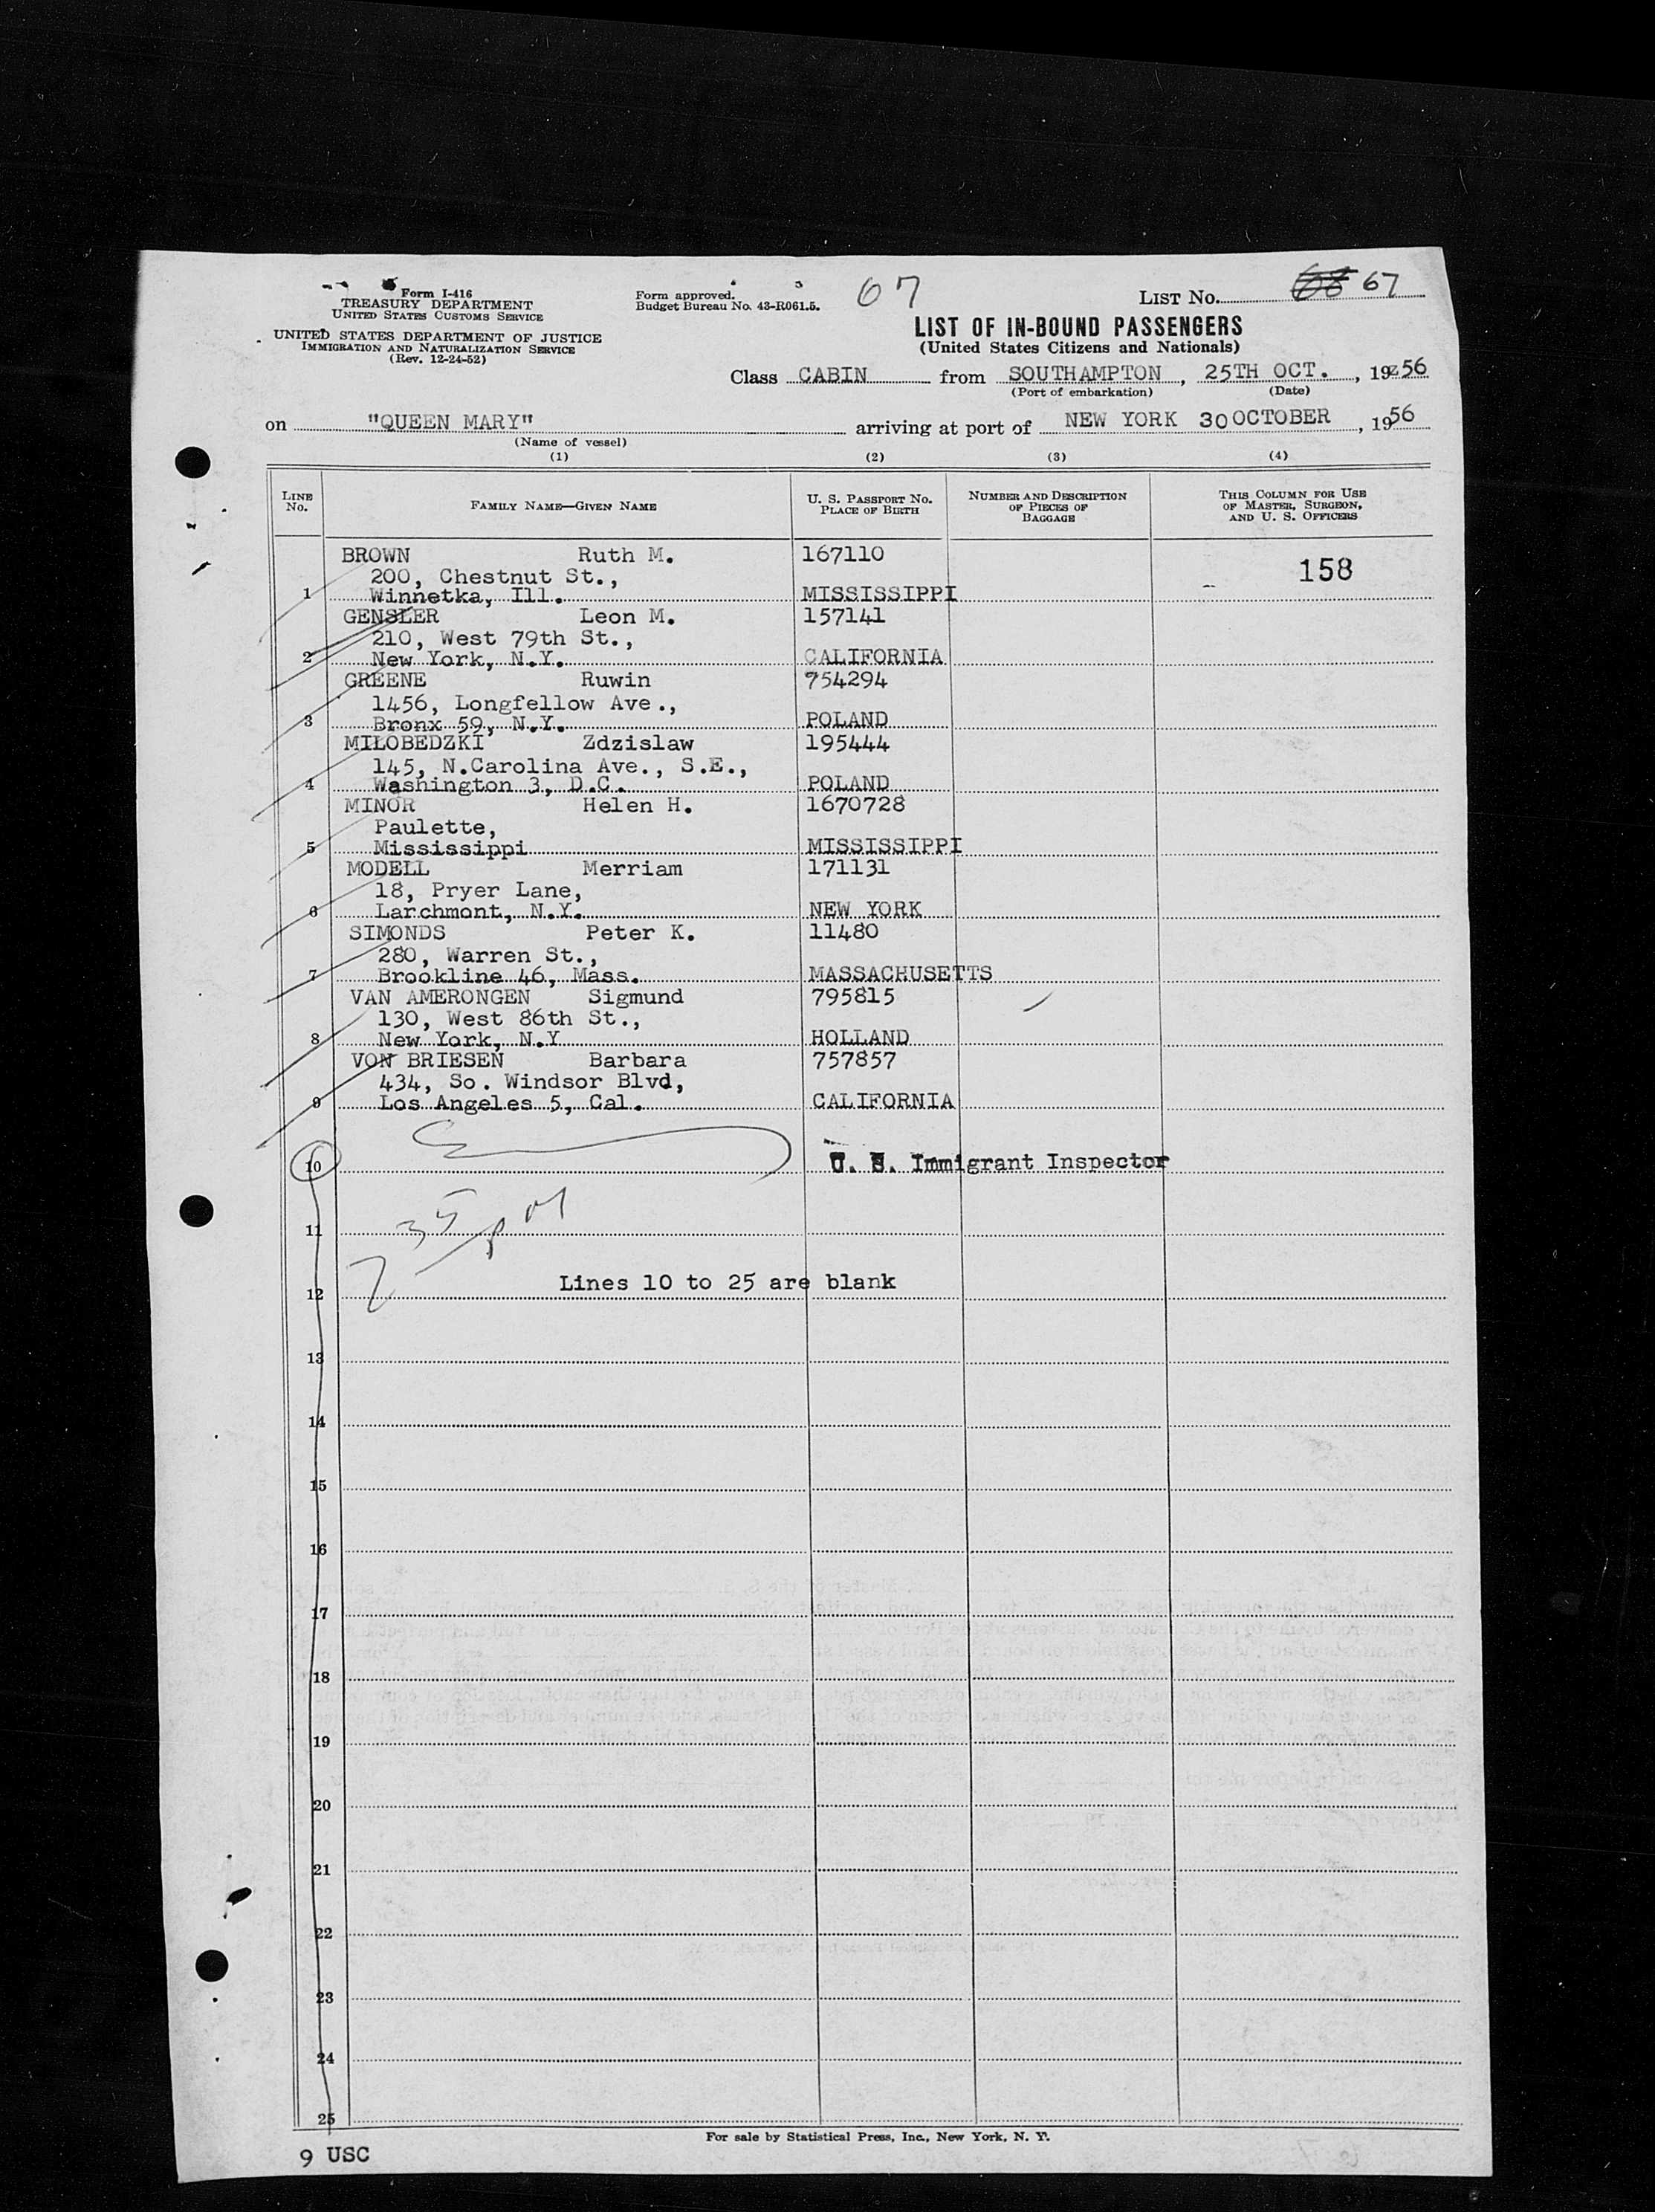 Form I-416
TREASURY DEPARTMENT
UNITED STATES CUSTOMS SERVICE
UNITED STATES DEPARTMENT OF JUSTICE
IMMIGRATION AND NATURALIZATION SERVICE
(Rev. 12-24-52)
Form approved.
Budget Bureau No. 43-R061.5.
67
LIST No. 67
LIST OF IN-BOUND PASSENGERS
(United States Citizens and Nationals)
Class CABIN from SOUTHAMPTON, 25TH OCT., 1956
(Port of embarkation) (Date)
on "QUEEN MARY" arriving at port of NEW YORK 30 OCTOBER, 1956
(Name of vessel)
(1) (2) (3) (4)
LINE No. FAMILY NAME—GIVEN NAME U. S. PASSPORT No. PLACE OF BIRTH NUMBER AND DESCRIPTION OF PIECES OF BAGGAGE THIS COLUMN FOR USE OF MASTER, SURGEON, AND U. S. OFFICERS
BROWN Ruth M. 167110 158
200, Chestnut St.,
1 Winnetka, Ill. MISSISSIPPI
GENSLER Leon M. 157141
210, West 79th St.,
2 New York, N.Y. CALIFORNIA
GREENE Ruwin 754294
1456, Longfellow Ave.,
3 Bronx 59, N.Y. POLAND
MILOBEDZKI Zdzislaw 195444
145, N.Carolina Ave., S.E.,
4 Washington 3, D.C. POLAND
MINOR Helen H. 1670728
Paulette,
5 Mississippi MISSISSIPPI
MODELL Merriam 171131
18, Pryer Lane,
6 Larchmont, N.Y. NEW YORK
SIMONDS Peter K. 11480
280, Warren St.,
7 Brookline 46, Mass. MASSACHUSETTS
VAN AMERONGEN Sigmund 795815
130, West 86th St.,
8 New York, N.Y HOLLAND
VON BRIESEN Barbara 757857
434, So. Windsor Blvd,
9 Los Angeles 5, Cal. CALIFORNIA
10 U. S. Immigrant Inspector
11
12 Lines 10 to 25 are blank
13
14
15
16
17
18
19
20
21
22
23
24
25
For sale by Statistical Press, Inc., New York, N. Y.
9 USC